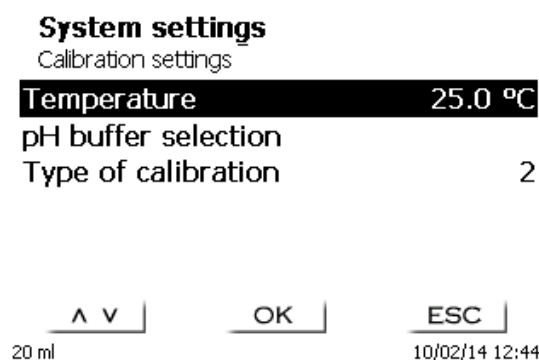 System settings
Calibration settings
Temperature 25.0 ºC
pH buffer selection
Type of calibration 2
∧ ∨ OK ESC
20 ml 10/02/14 12:44